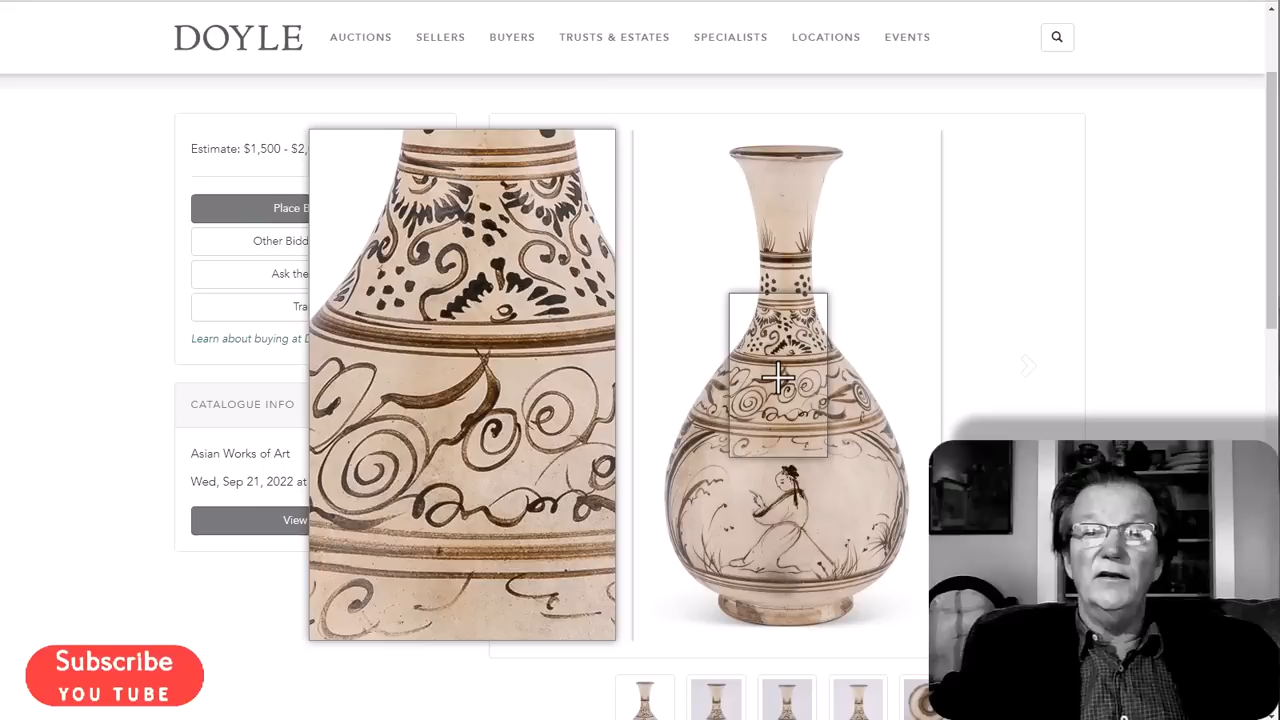 DOYLE
AUCTIONS SELLERS BUYERS TRUSTS & ESTATES SPECIALISTS LOCATIONS EVENTS
Estimate: $1,500 - $2,
Place B
Other Bidd
Ask the
Tra
Learn about buying at D
CATALOGUE INFO
Asian Works of Art
Wed, Sep 21, 2022 at
View
Subscribe
YOU TUBE